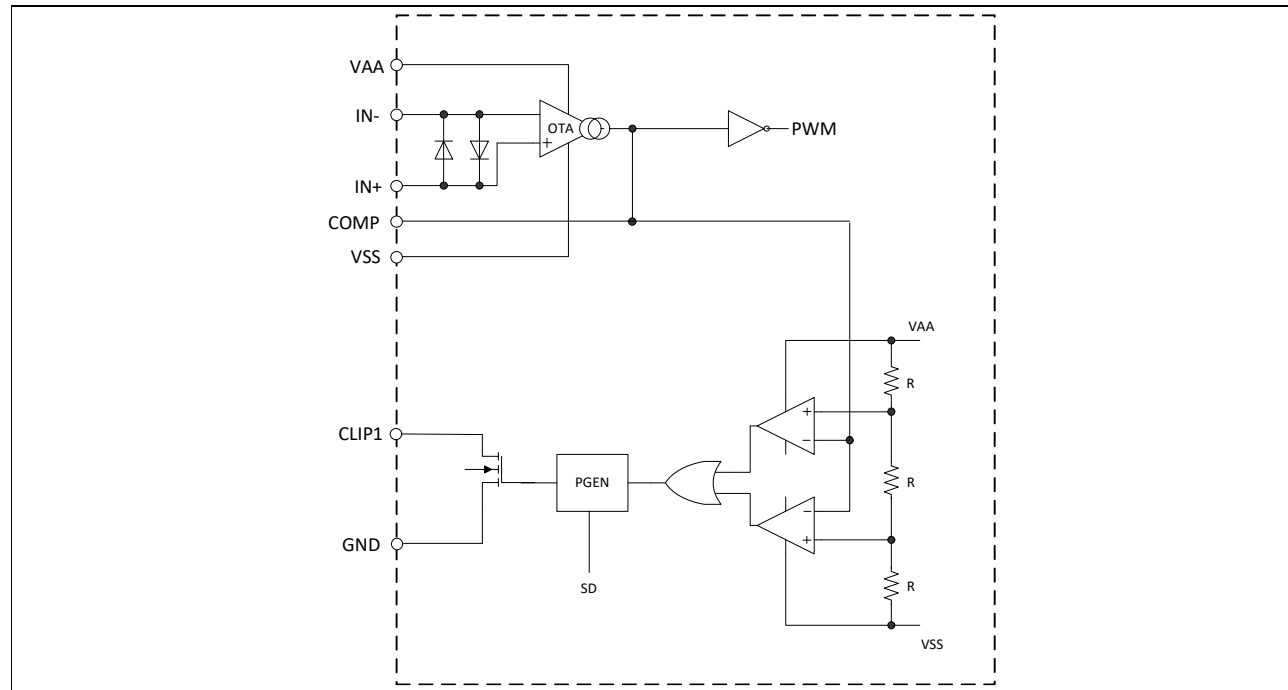 VAA
IN-
OTA
+
PWM
IN+
COMP
VSS
VAA
R
+
−
CLIP1
R
PGEN
−
+
GND
R
SD
VSS